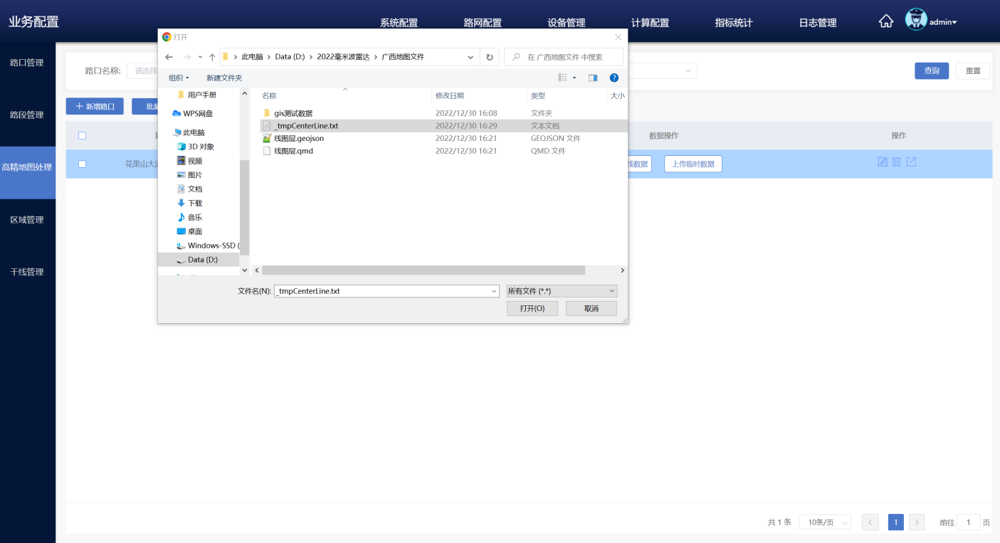 业务配置
系统配置 路网配置 设备管理 计算配置 指标统计 日志管理 admin
路口管理
路段管理
高精地图处理
区域管理
干线管理
路口名称: 请选择
查询 重置
新增路口
数据操作 操作
花果山大道
线数据 上传临时数据
打开
此电脑 > Data (D:) > 2022毫米波雷达 > 广西地图文件
在 广西地图文件 中搜索
组织 新建文件夹
用户手册
WPS网盘
此电脑
3D 对象
视频
图片
文档
下载
音乐
桌面
Windows-SSD (
Data (D:)
名称 修改日期 类型 大小
gis测试数据 2022/12/30 16:08 文件夹
_tmpCenterLine.txt 2022/12/30 16:29 文本文档
线图层.geojson 2022/12/30 16:21 GEOJSON 文件
线图层.qmd 2022/12/30 16:21 QMD 文件
文件名(N): _tmpCenterLine.txt 所有文件 (*.*)
打开(O) 取消
共 1 条 10条/页 < 1 > 前往 1 页